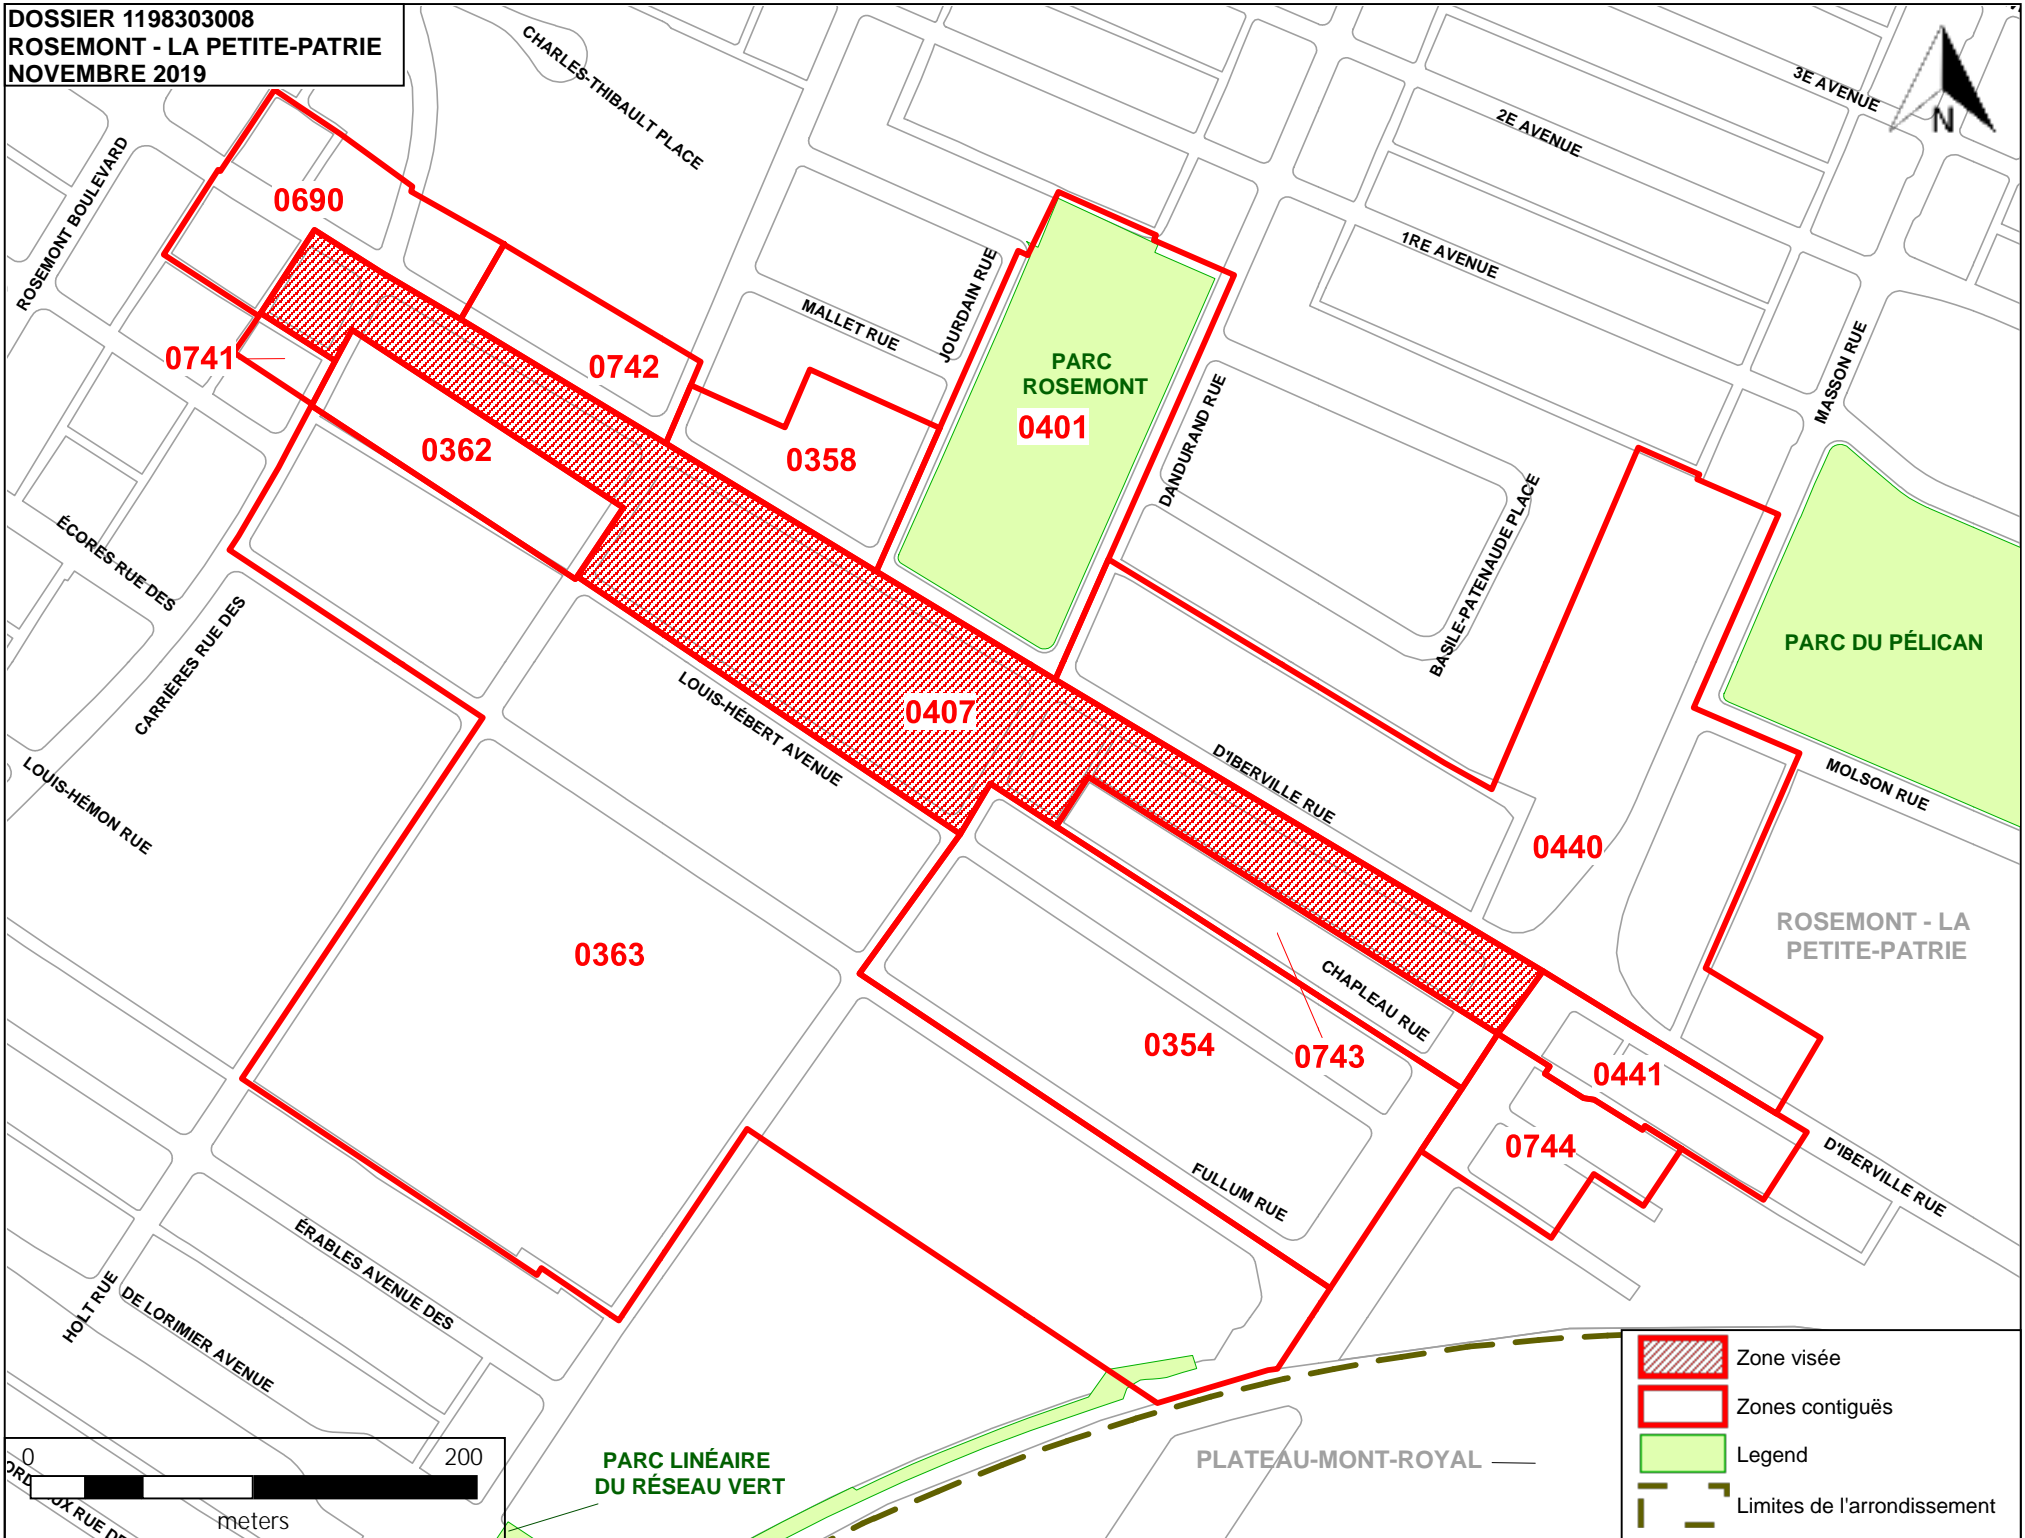 DOSSIER 1198303008
ROSEMONT - LA PETITE-PATRIE
NOVEMBRE 2019
CHARLES-THIBAULT PLACE
3E AVENUE
N
2E AVENUE
ROSEMONT BOULEVARD
0690
1RE AVENUE
JOURDAIN RUE
MALLET RUE
MASSON RUE
0741
0742
PARC
ROSEMONT
0401
DANDURAND RUE
0362
0358
BASILE-PATENAUDE PLACE
ÉCORES RUE DES
CARRIÈRES RUE DES
PARC DU PÉLICAN
LOUIS-HÉBERT AVENUE
0407
D'IBERVILLE RUE
MOLSON RUE
LOUIS-HÉMON RUE
0440
ROSEMONT - LA
PETITE-PATRIE
0363
CHAPLEAU RUE
0354
0743
0441
0744
D'IBERVILLE RUE
FULLUM RUE
ÉRABLES AVENUE DES
HOLT RUE
DE LORIMIER AVENUE
PARC LINÉAIRE
DU RÉSEAU VERT
PLATEAU-MONT-ROYAL
0
200
meters
Zone visée
Zones contiguës
Legend
Limites de l'arrondissement